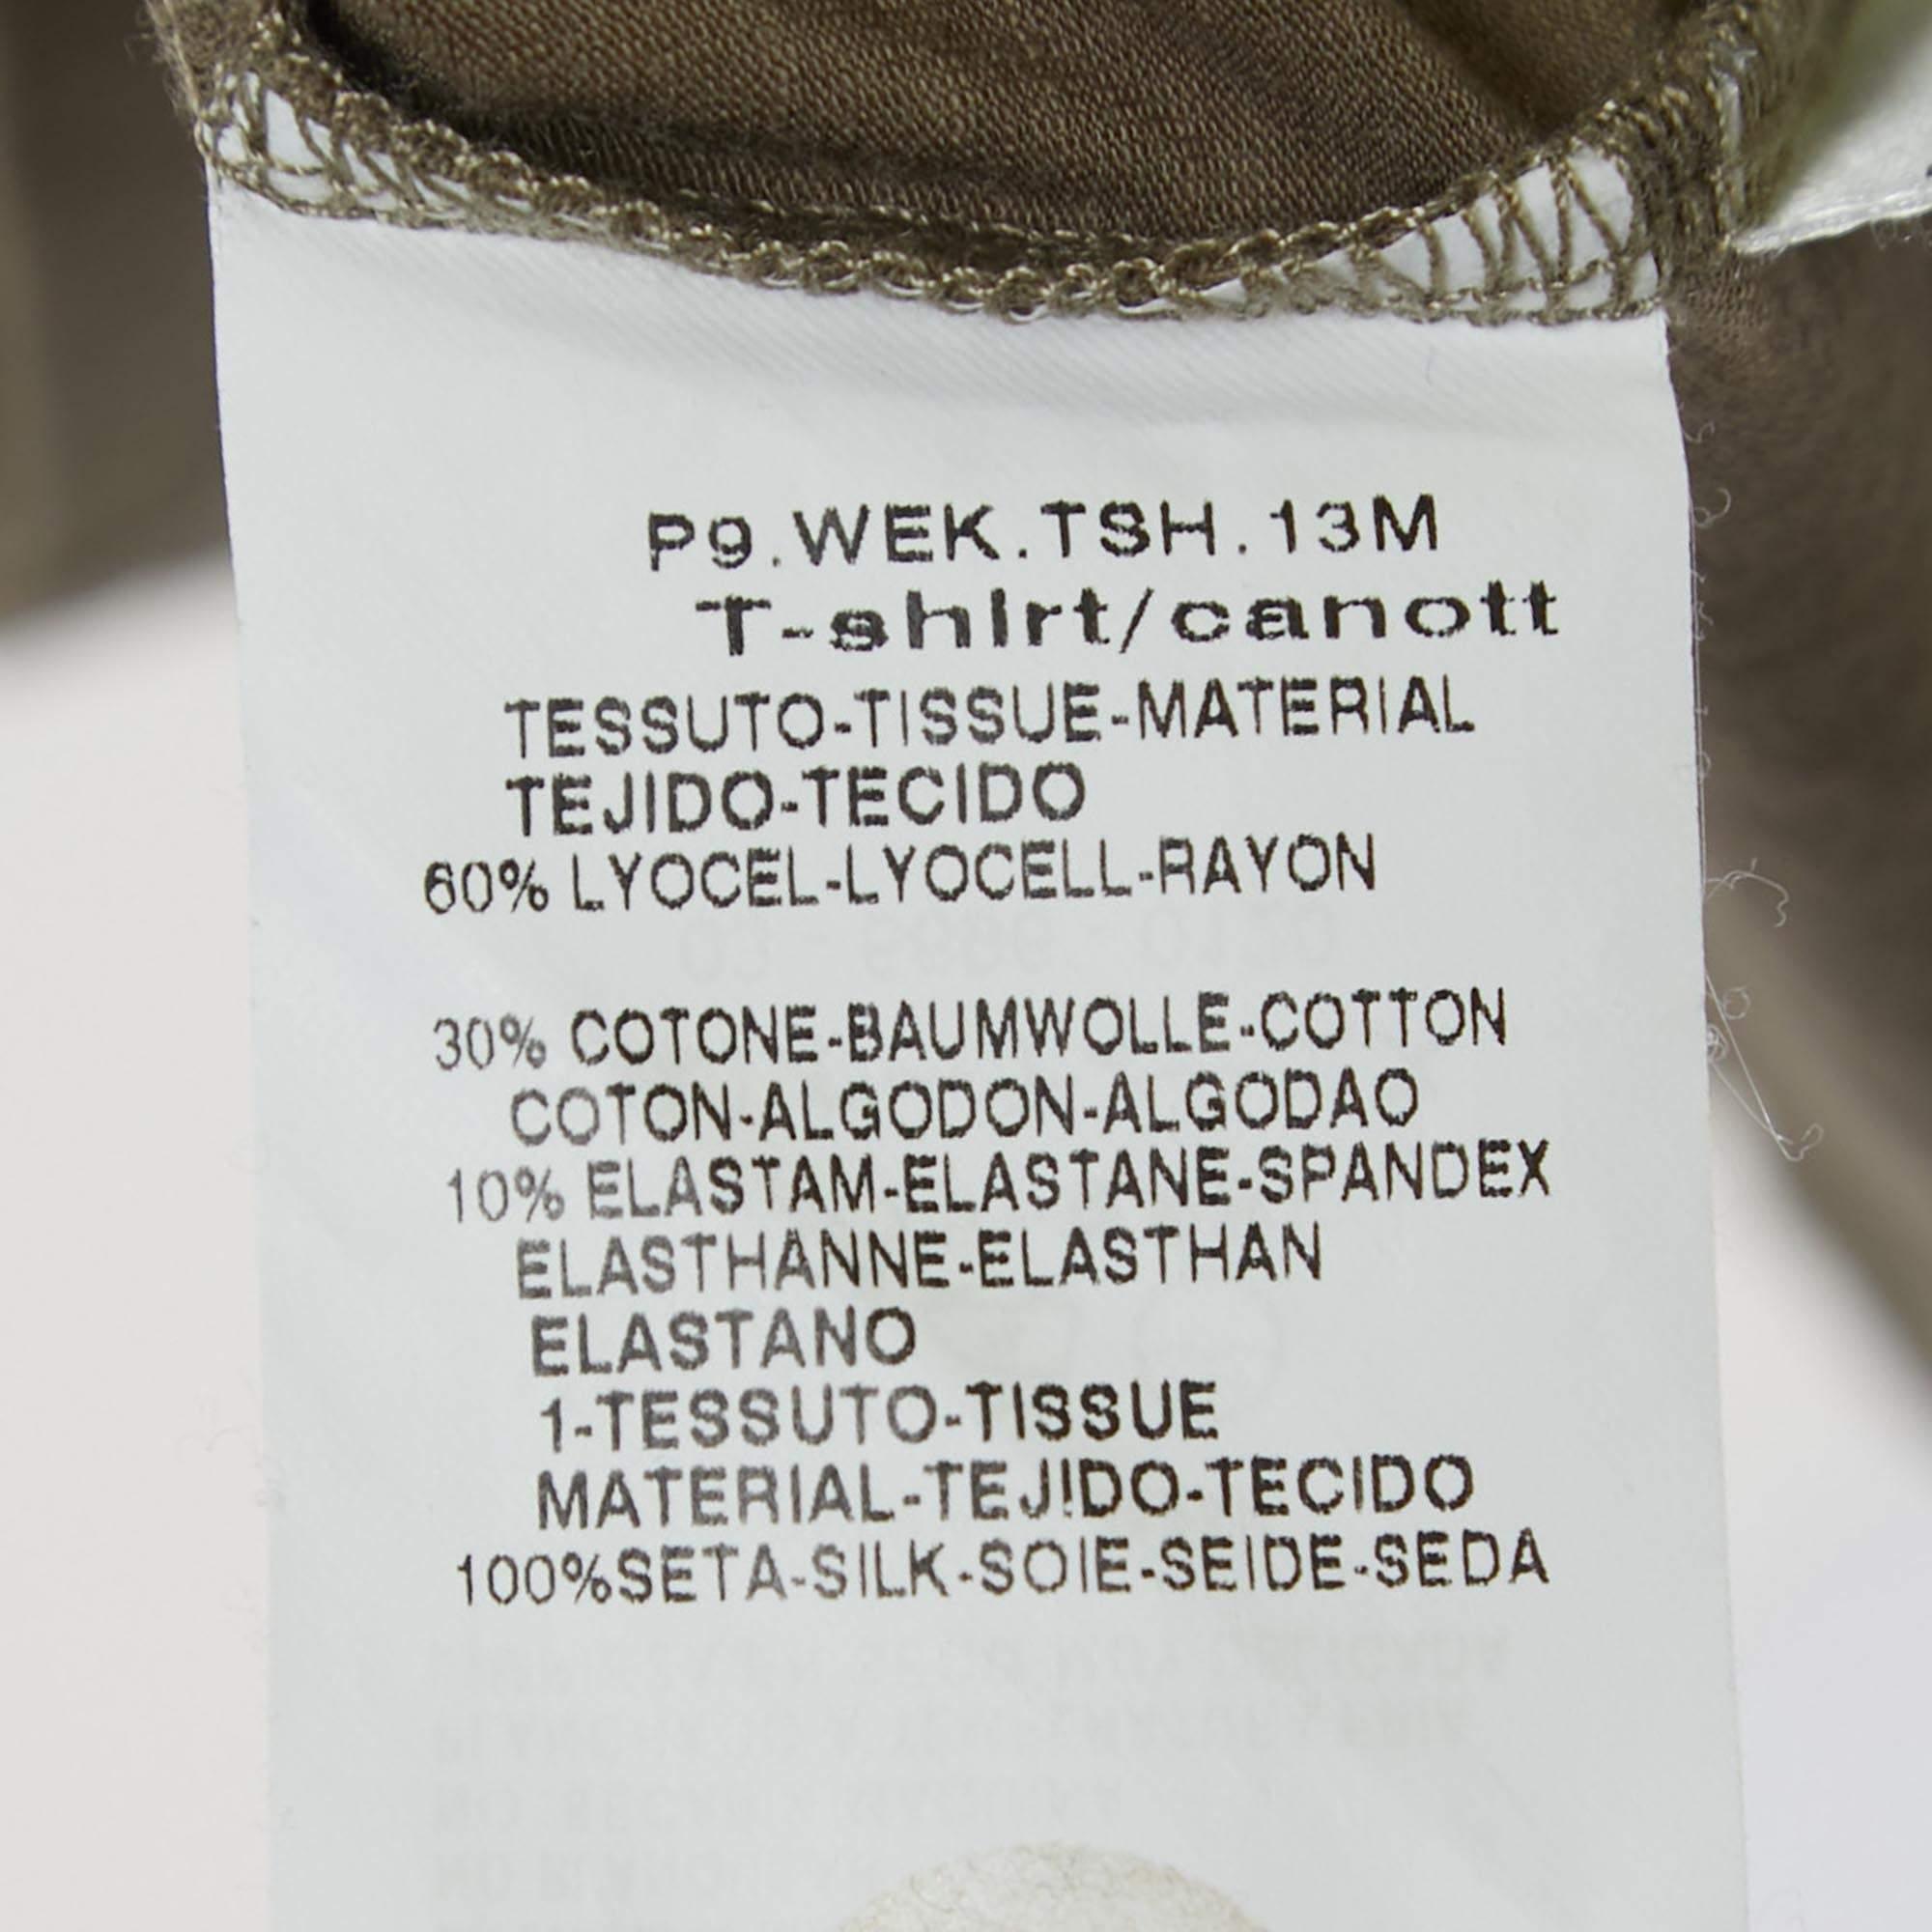 P9.WEK.TSH.13M
T-shirt/canott
TESSUTO-TISSUE-MATERIAL
TEJIDO-TECIDO
60% LYOCEL-LYOCELL-RAYON
30% COTONE-BAUMWOLLE-COTTON
COTON-ALGODON-ALGODAO
10% ELASTAM-ELASTANE-SPANDEX
ELASTHANNE-ELASTHAN
ELASTANO
1-TESSUTO-TISSUE
MATERIAL-TEJIDO-TECIDO
100%SETA-SILK-SOIE-SEIDE-SEDA